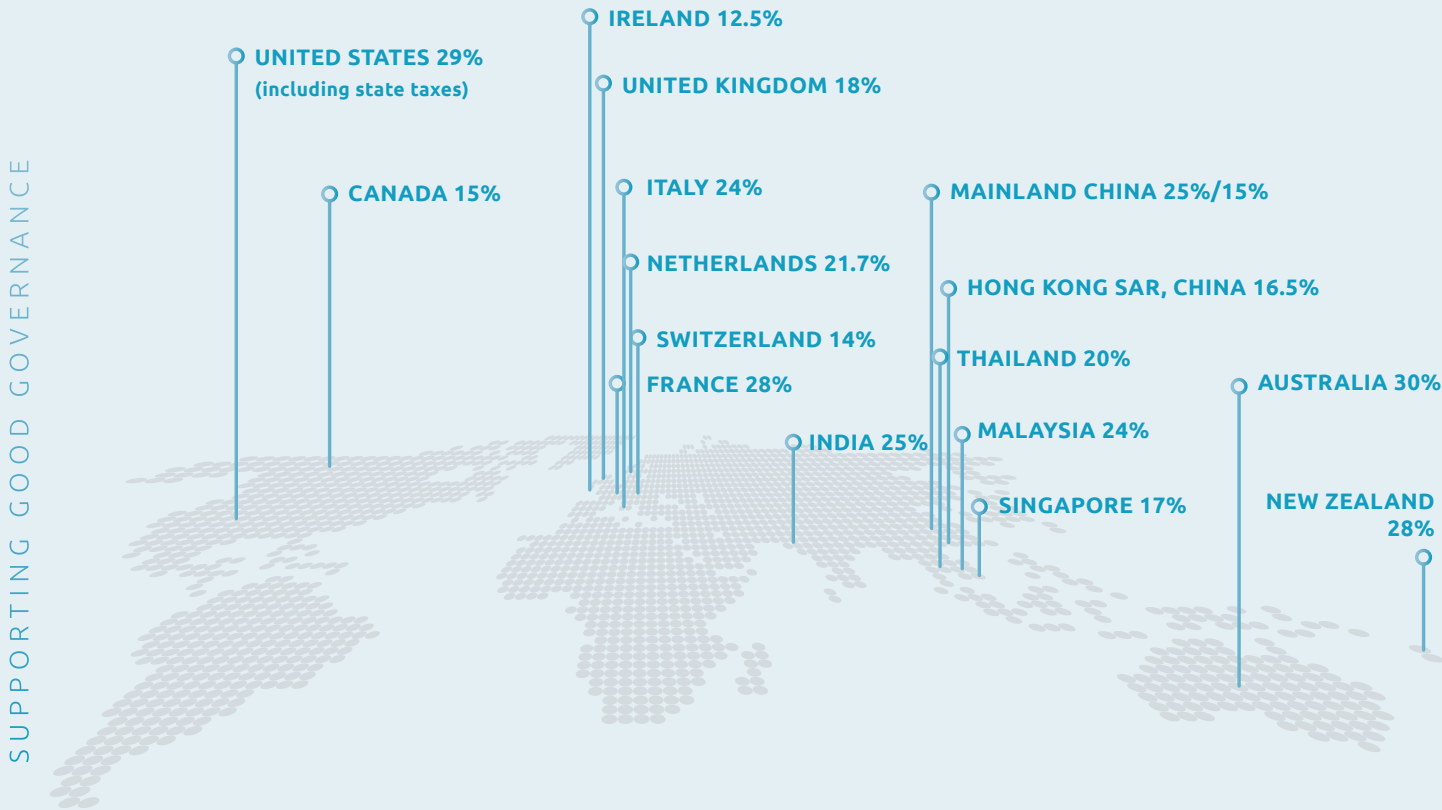 SUPPORTING GOOD GOVERNANCE
IRELAND 12.5%
UNITED STATES 29%
(including state taxes)
UNITED KINGDOM 18%
CANADA 15%
ITALY 24%
MAINLAND CHINA 25%/15%
NETHERLANDS 21.7%
HONG KONG SAR, CHINA 16.5%
SWITZERLAND 14%
THAILAND 20%
FRANCE 28%
AUSTRALIA 30%
INDIA 25%
MALAYSIA 24%
SINGAPORE 17%
NEW ZEALAND
28%